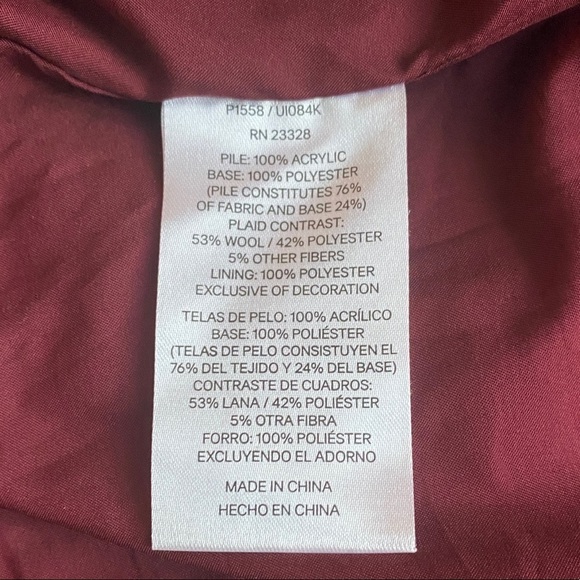 P1558 / U1084K
RN 23328
PILE: 100% ACRYLIC
BASE: 100% POLYESTER
(PILE CONSTITUTES 76%
OF FABRIC AND BASE 24%)
PLAID CONTRAST:
53% WOOL / 42% POLYESTER
5% OTHER FIBERS
LINING: 100% POLYESTER
EXCLUSIVE OF DECORATION
TELAS DE PELO: 100% ACRÍLICO
BASE: 100% POLIÉSTER
(TELAS DE PELO CONSISTUYEN EL
76% DEL TEJIDO Y 24% DEL BASE)
CONTRASTE DE CUADROS:
53% LANA / 42% POLIÉSTER
5% OTRA FIBRA
FORRO: 100% POLIÉSTER
EXCLUYENDO EL ADORNO
MADE IN CHINA
HECHO EN CHINA